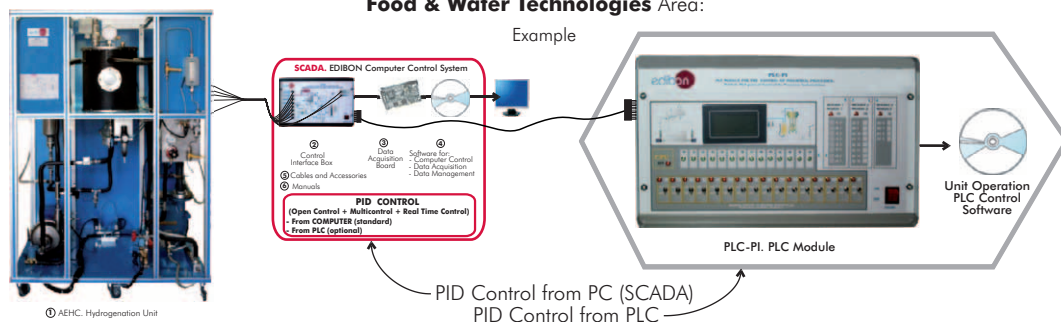 Food & Water Technologies Area:
Example
SCADA. EDIBON Computer Control System
② Control Interface Box
③ Data Acquisition Board
④ Software for:
- Computer Control
- Data Acquisition
- Data Management
⑤ Cables and Accessories
⑥ Manuals
PID CONTROL
(Open Control + Multicontrol + Real Time Control)
- From COMPUTER (standard)
- From PLC (optional)
edibon
PLC-PI
Unit Operation
PLC Control
Software
PLC-PI. PLC Module
PID Control from PC (SCADA)
PID Control from PLC
① AEHC. Hydrogenation Unit